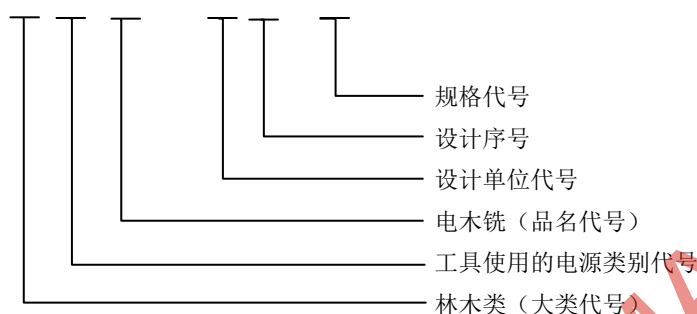 规格代号
设计序号
设计单位代号
电木铣（品名代号）
工具使用的电源类别代号
林木类（大类代号）